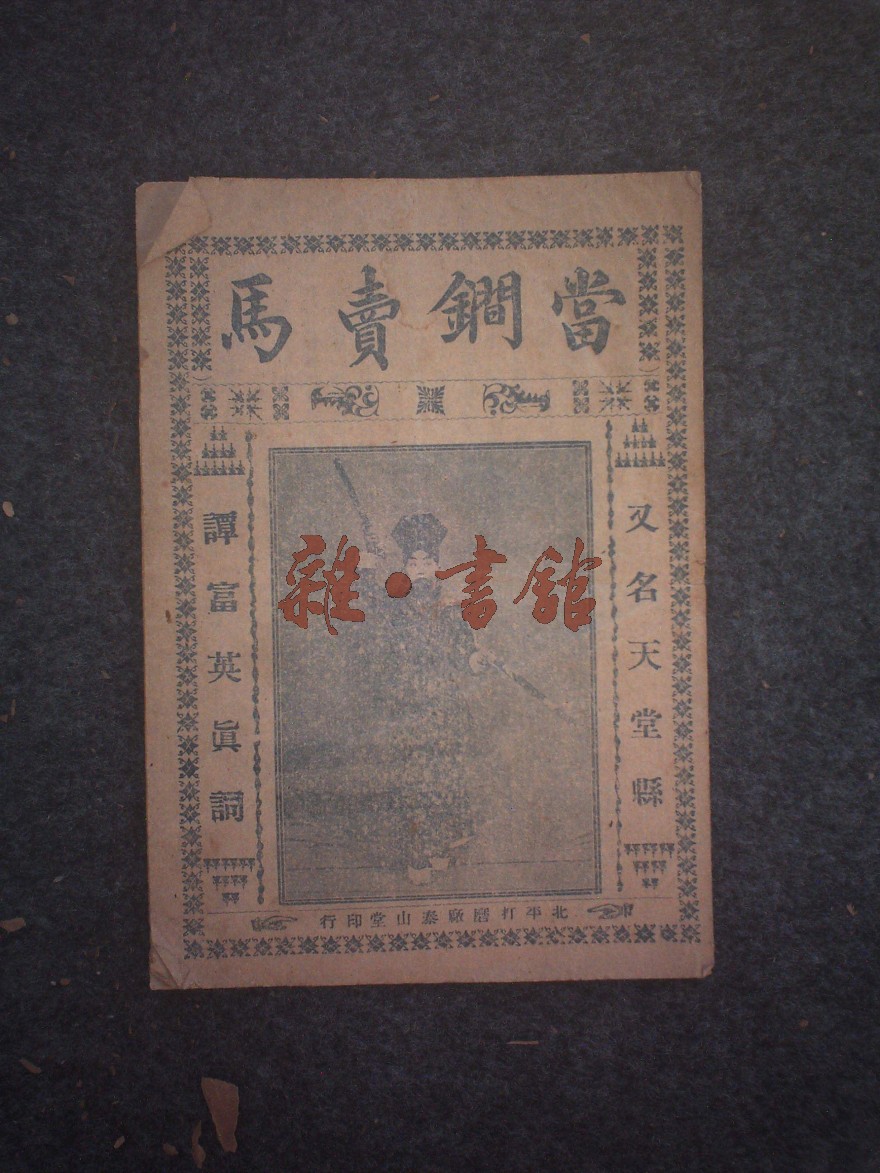 當鐧賣馬
又名天堂縣
譚富英眞詞
雜·書館
北平打磨廠泰山堂印行